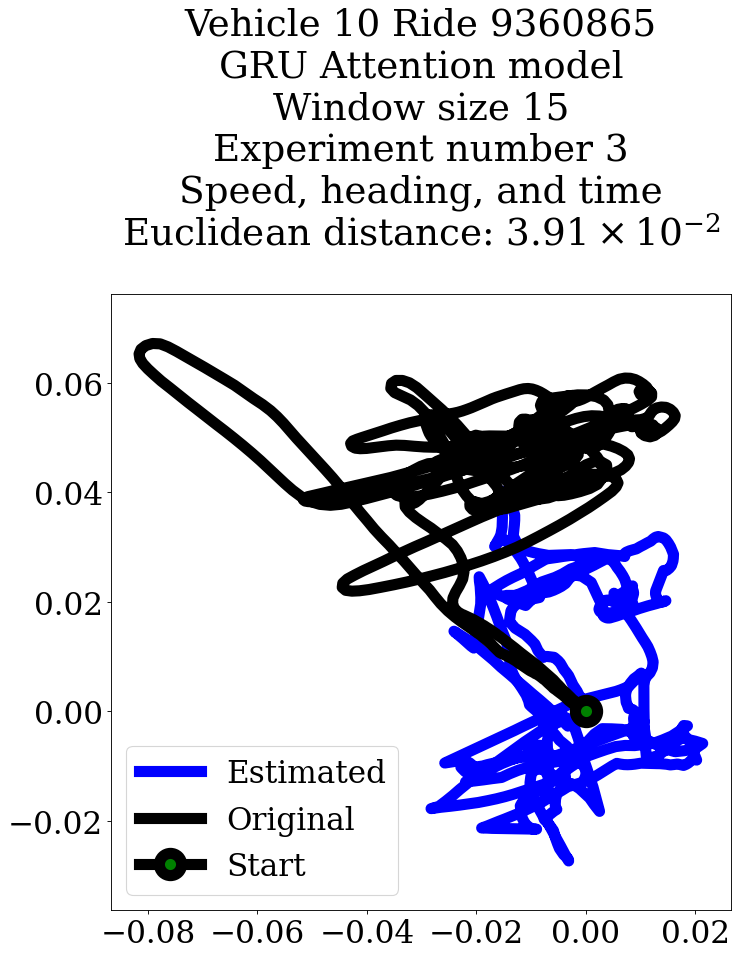 Vehicle 10 Ride 9360865
GRU Attention model
Window size 15
Experiment number 3
Speed, heading, and time
Euclidean distance: 3.91 × 10⁻²
0.06
0.04
0.02
0.00
−0.02
Estimated
Original
Start
−0.08 −0.06 −0.04 −0.02 0.00 0.02